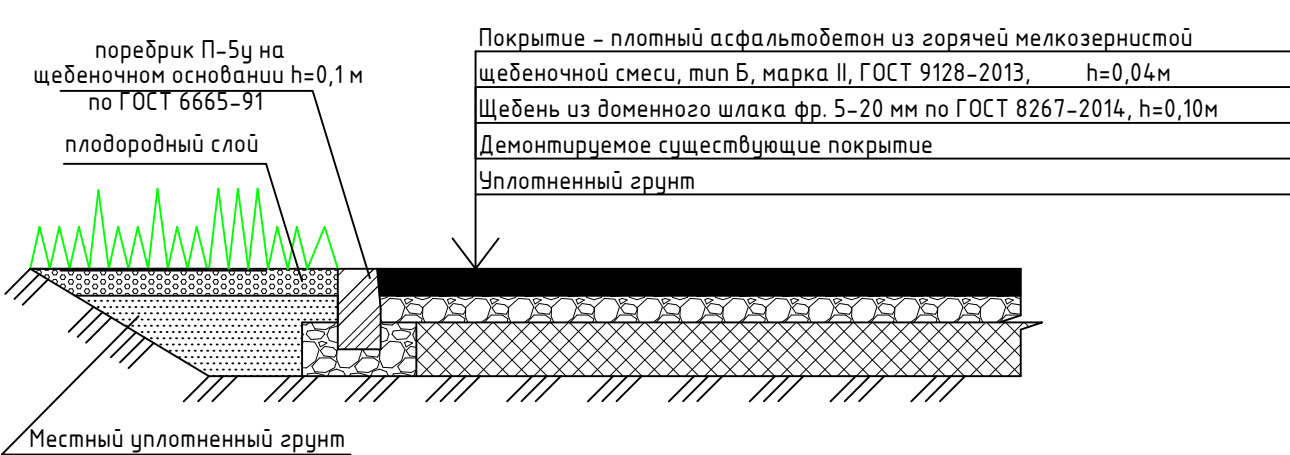 поребрик П-5у на
щебеночном основании h=0,1 м
по ГОСТ 6665-91
плодородный слой
Покрытие - плотный асфальтобетон из горячей мелкозернистой
щебеночной смеси, тип Б, марка II, ГОСТ 9128-2013, h=0,04м
Щебень из доменного шлака фр. 5-20 мм по ГОСТ 8267-2014, h=0,10м
Демонтируемое существующие покрытие
Уплотненный грунт
Местный уплотненный грунт